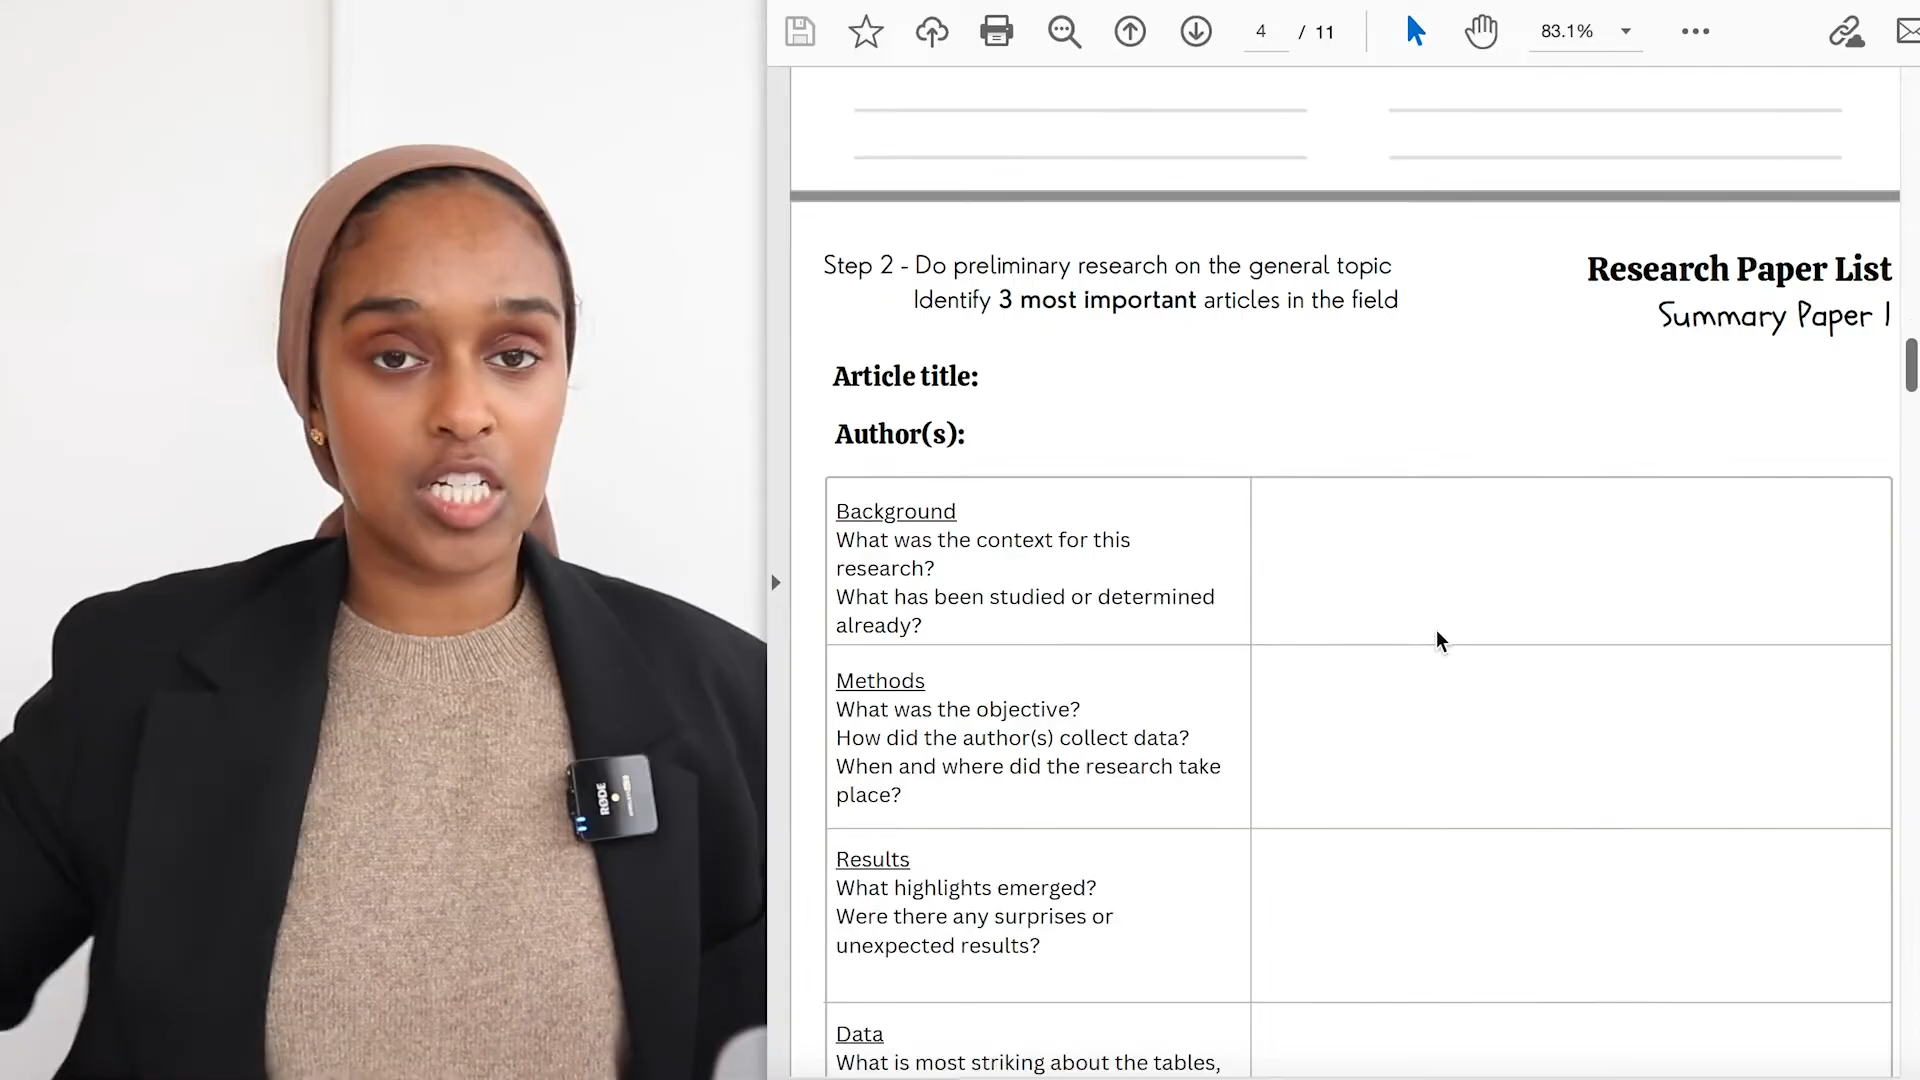 4 / 11
83.1%
Step 2 - Do preliminary research on the general topic
Identify 3 most important articles in the field
Research Paper List
Summary Paper 1
Article title:
Author(s):
Background
What was the context for this
research?
What has been studied or determined
already?
Methods
What was the objective?
How did the author(s) collect data?
When and where did the research take
place?
Results
What highlights emerged?
Were there any surprises or
unexpected results?
Data
What is most striking about the tables,
RØDE